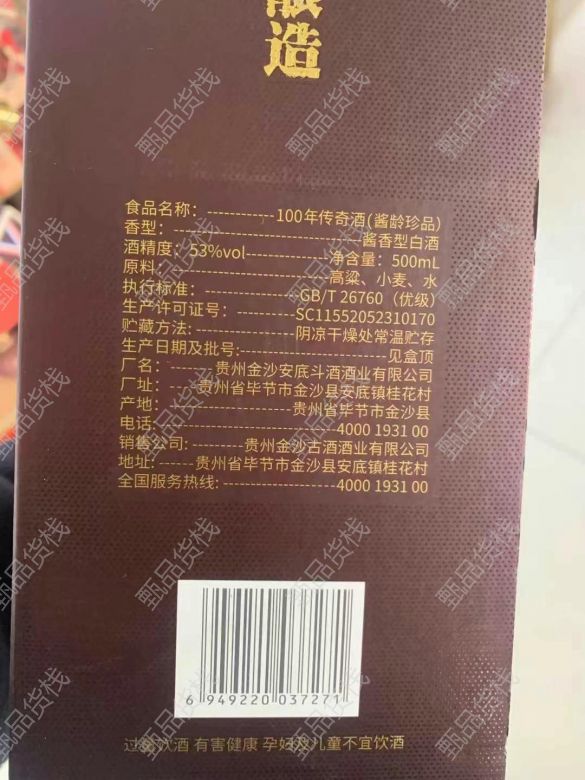 酿造
食品名称：100年传奇酒(酱龄珍品)
香型：酱香型白酒
酒精度：53%vol 净含量：500mL
原料：高粱、小麦、水
执行标准：GB/T 26760（优级）
生产许可证号：SC11552052310170
贮藏方法：阴凉干燥处常温贮存
生产日期及批号：见盒顶
厂名：贵州金沙安底斗酒酒业有限公司
厂址：贵州省毕节市金沙县安底镇桂花村
产地：贵州省毕节市金沙县
电话：4000 1931 00
销售公司：贵州金沙古酒酒业有限公司
地址：贵州省毕节市金沙县安底镇桂花村
全国服务热线：4000 1931 00
6 949220 037271
过量饮酒 有害健康 孕妇及儿童不宜饮酒
甄品货栈